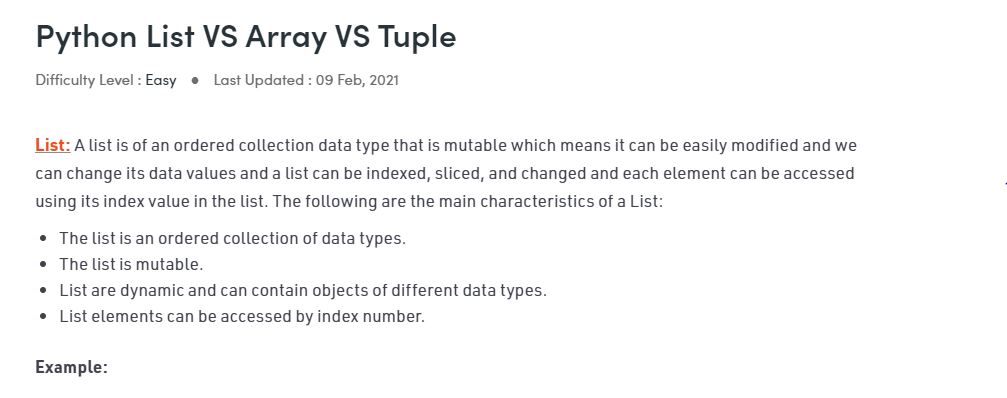 Python List VS Array VS Tuple
Difficulty Level : Easy ● Last Updated : 09 Feb, 2021
List: A list is of an ordered collection data type that is mutable which means it can be easily modified and we
can change its data values and a list can be indexed, sliced, and changed and each element can be accessed
using its index value in the list. The following are the main characteristics of a List:
• The list is an ordered collection of data types.
• The list is mutable.
• List are dynamic and can contain objects of different data types.
• List elements can be accessed by index number.
Example: